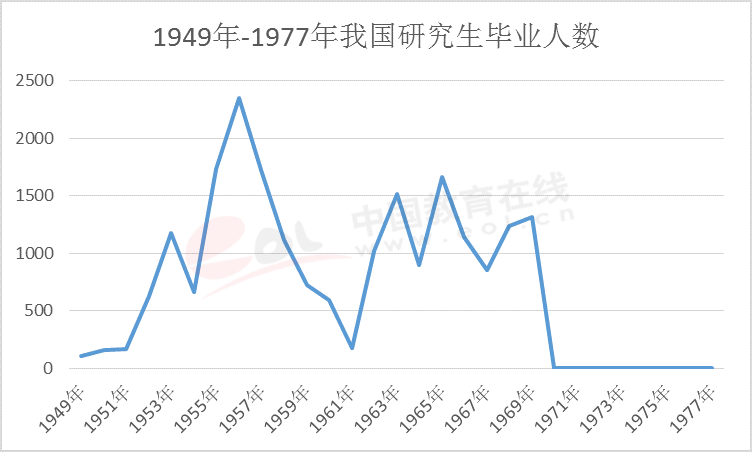 1949年-1977年我国研究生毕业人数
2500
2000
1500
1000
500
0
eol
中国教育在线
www.eol.cn
1949年
1951年
1953年
1955年
1957年
1959年
1961年
1963年
1965年
1967年
1969年
1971年
1973年
1975年
1977年